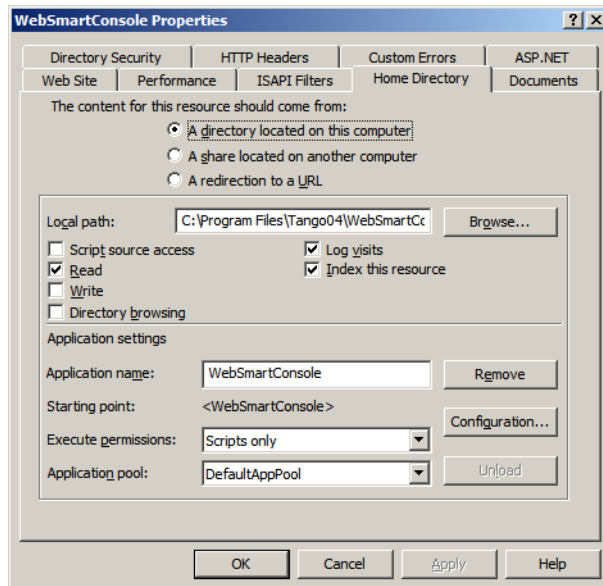 WebSmartConsole Properties
Directory Security HTTP Headers Custom Errors ASP.NET
Web Site Performance ISAPI Filters Home Directory Documents
The content for this resource should come from:
A directory located on this computer
A share located on another computer
A redirection to a URL
Local path: C:\Program Files\Tango04\WebSmartCc Browse...
Script source access Log visits
Read Index this resource
Write
Directory browsing
Application settings
Application name: WebSmartConsole Remove
Starting point: <WebSmartConsole>
Configuration...
Execute permissions: Scripts only
Application pool: DefaultAppPool Unload
OK Cancel Apply Help